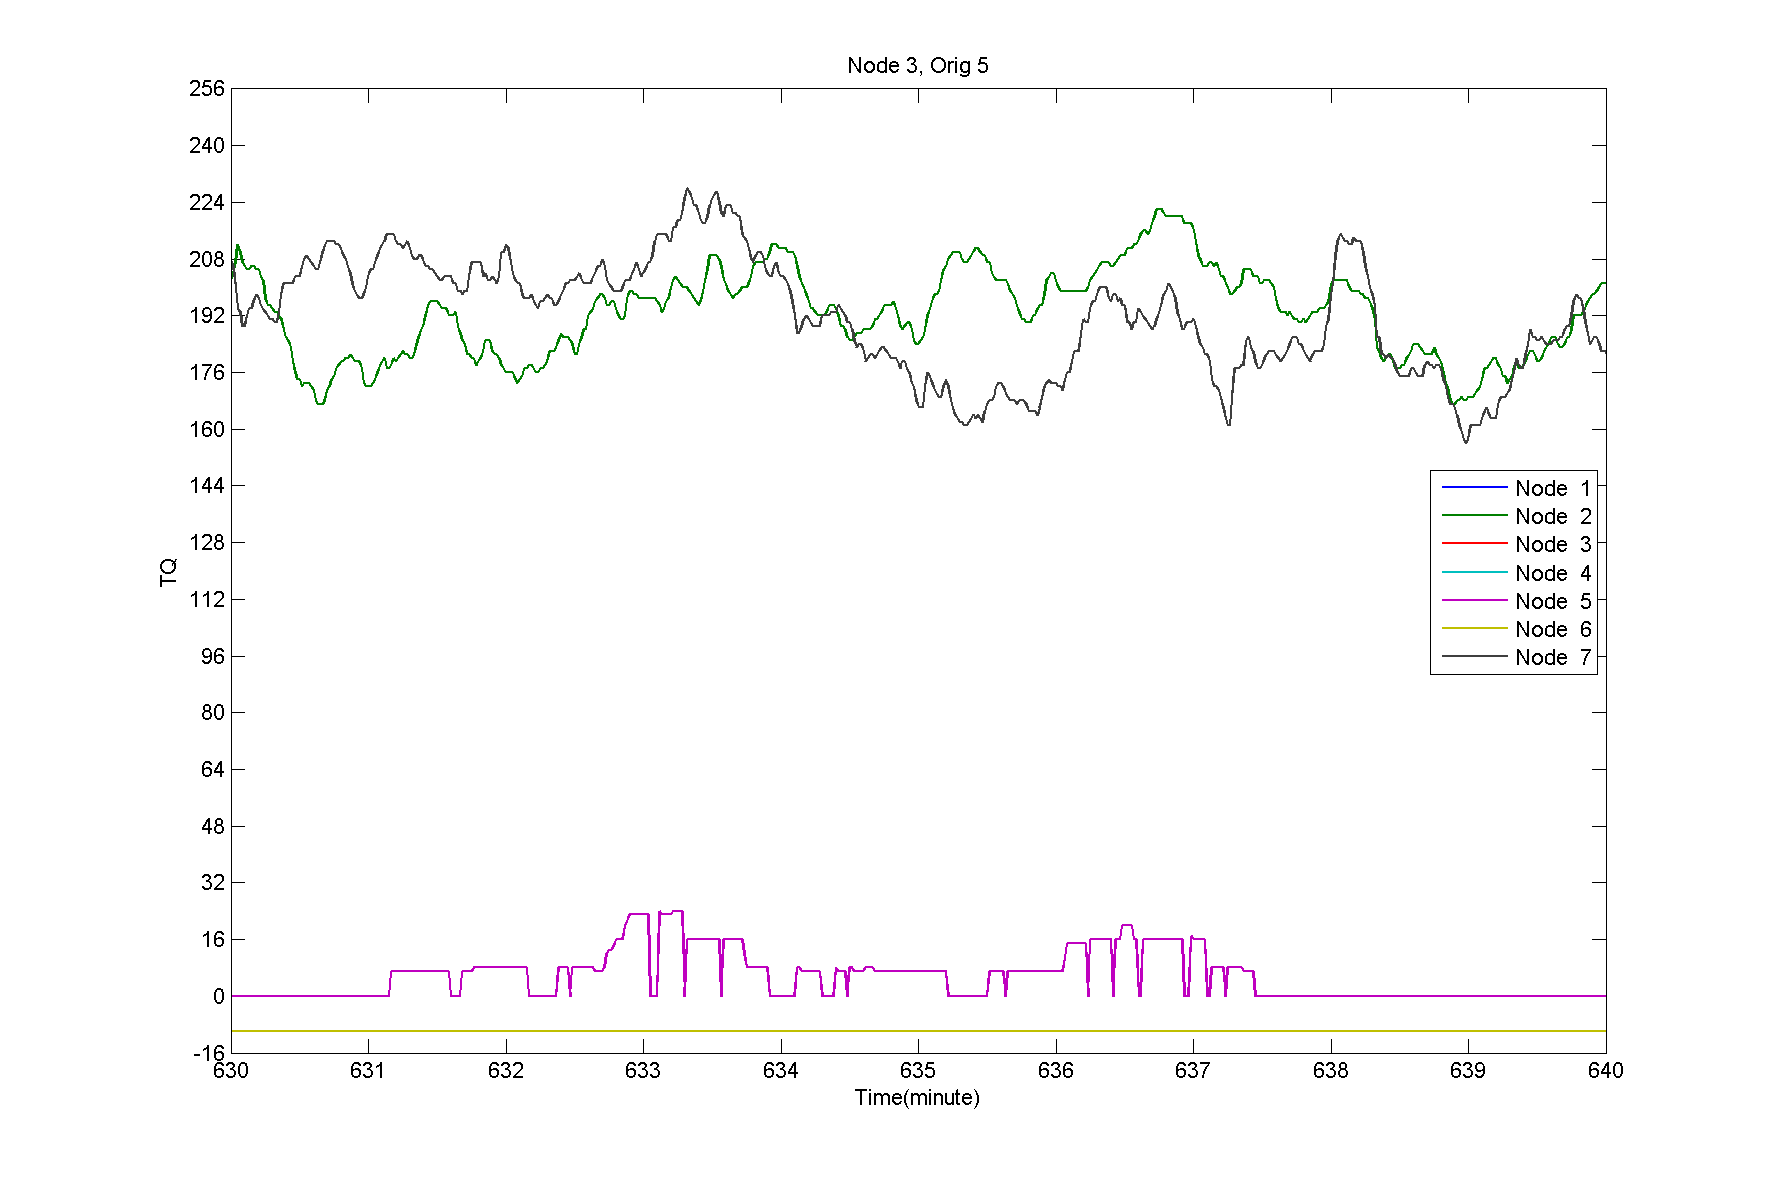 Node 3, Orig 5
256
240
224
208
192
176
160
144
128
112
96
80
64
48
32
16
0
-16
TQ
Node 1
Node 2
Node 3
Node 4
Node 5
Node 6
Node 7
630 631 632 633 634 635 636 637 638 639 640
Time(minute)